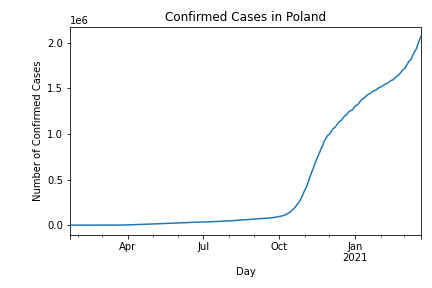 Confirmed Cases in Poland
1e6
2.0
1.5
1.0
0.5
0.0
Number of Confirmed Cases
Apr
Jul
Oct
Jan
2021
Day